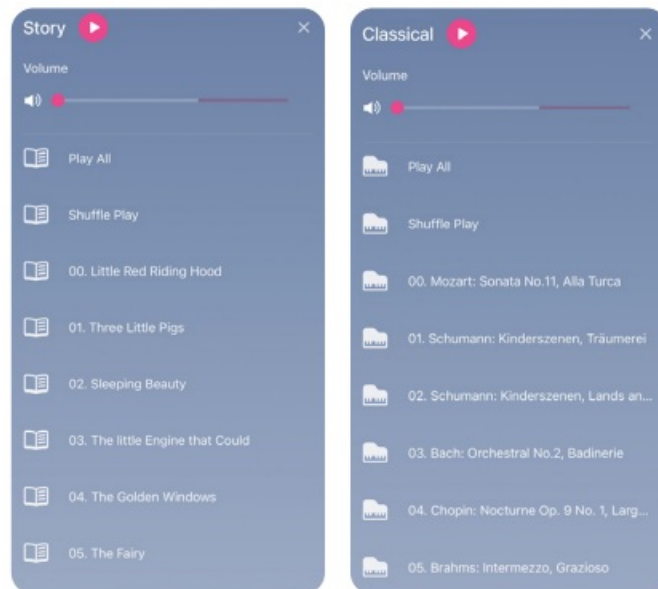 Story
Volume
Play All
Shuffle Play
00. Little Red Riding Hood
01. Three Little Pigs
02. Sleeping Beauty
03. The little Engine that Could
04. The Golden Windows
05. The Fairy
Classical
Volume
Play All
Shuffle Play
00. Mozart: Sonata No.11, Alla Turca
01. Schumann: Kinderszenen, Träumerei
02. Schumann: Kinderszenen, Lands an...
03. Bach: Orchestral No.2, Badinerie
04. Chopin: Nocturne Op. 9 No. 1, Larg...
05. Brahms: Intermezzo, Grazioso